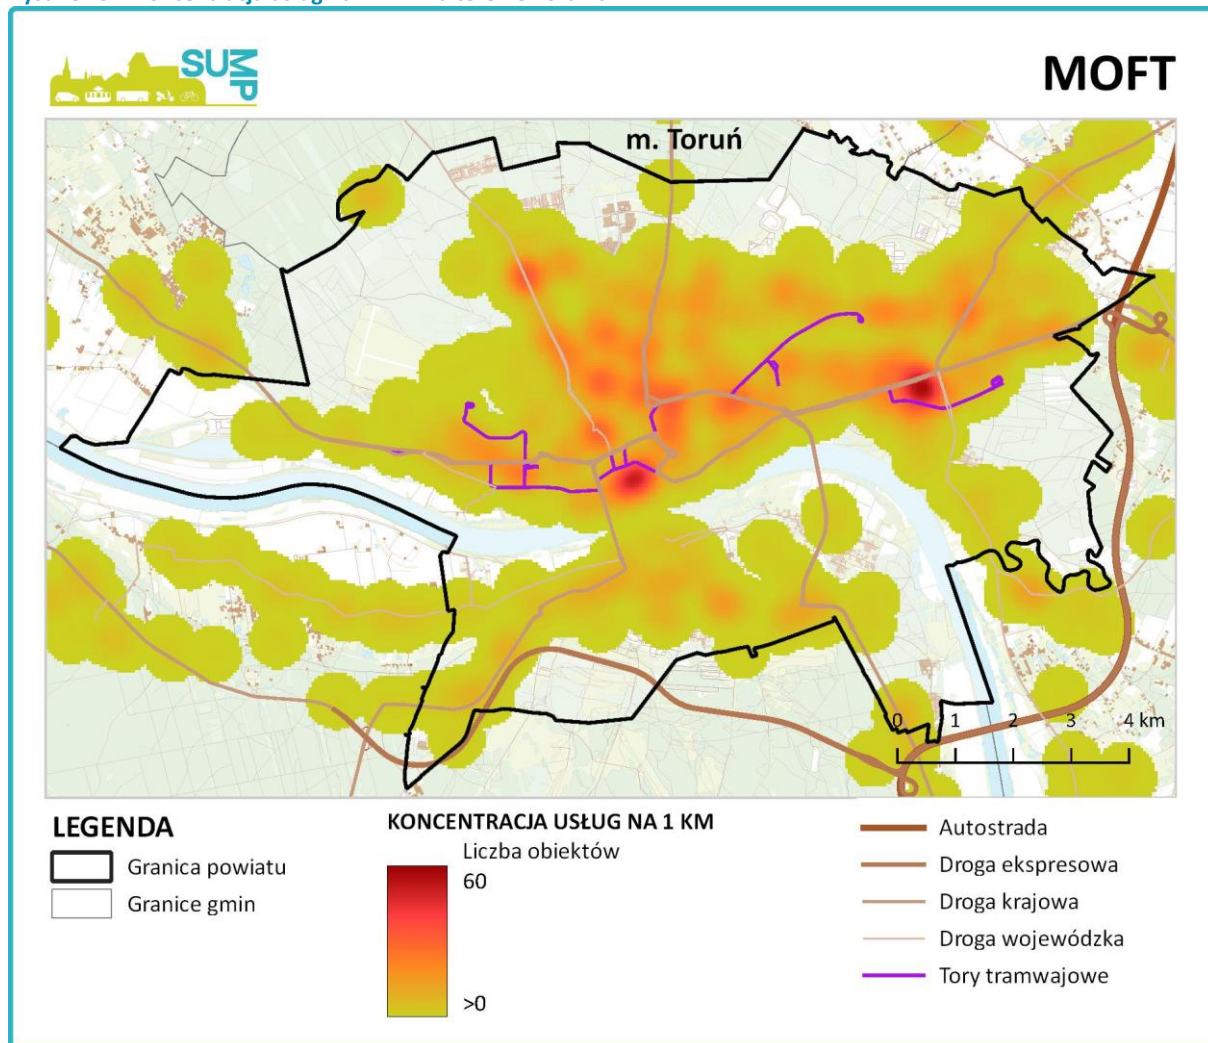 SUMP
MOFT
m. Toruń
0 1 2 3 4 km
LEGENDA
Granica powiatu
Granice gmin
KONCENTRACJA USŁUG NA 1 KM
Liczba obiektów
60
>0
Autostrada
Droga ekspresowa
Droga krajowa
Droga wojewódzka
Tory tramwajowe